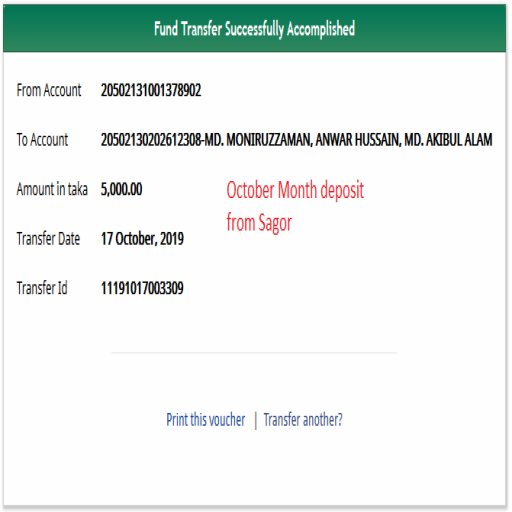 Fund Transfer Successfully Accomplished
From Account 20502131001378902
To Account 20502130202612308-MD. MONIRUZZAMAN, ANWAR HUSSAIN, MD. AKIBUL ALAM
Amount in taka 5,000.00
October Month deposit
from Sagor
Transfer Date 17 October, 2019
Transfer Id 11191017003309
Print this voucher | Transfer another?